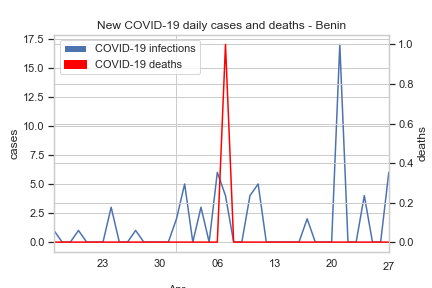 New COVID-19 daily cases and deaths - Benin
COVID-19 infections
COVID-19 deaths
17.5
15.0
12.5
10.0
7.5
5.0
2.5
0.0
cases
1.0
0.8
0.6
0.4
0.2
0.0
deaths
23 30 06 13 20 27